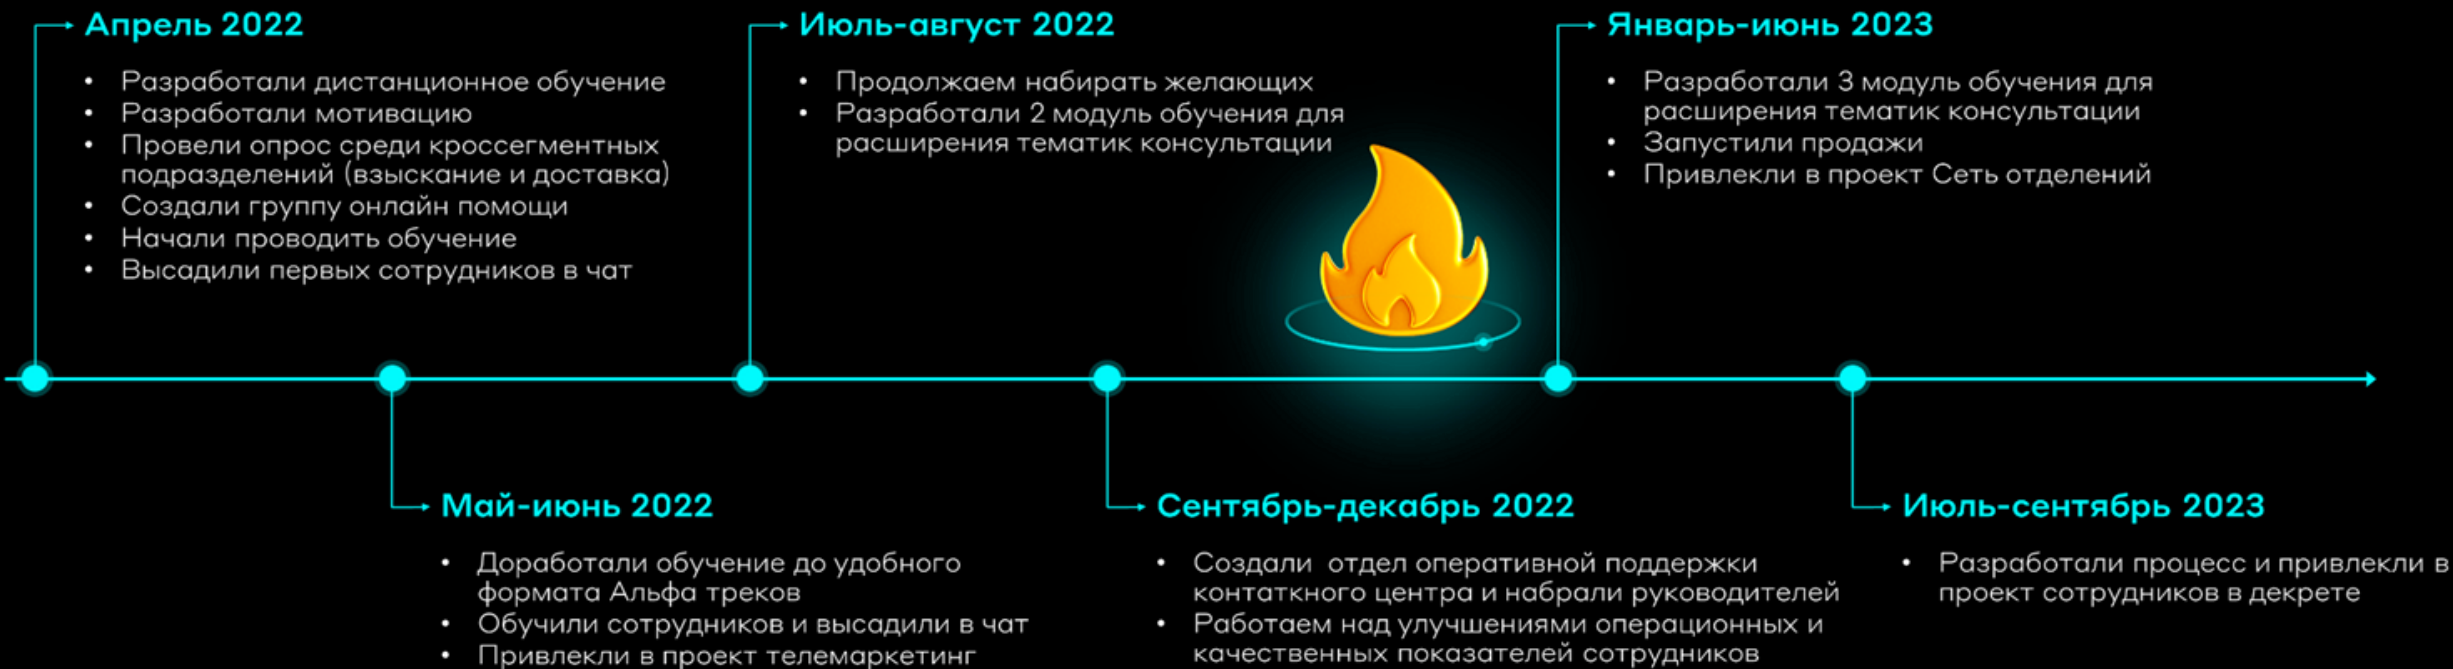 Апрель 2022
• Разработали дистанционное обучение
• Разработали мотивацию
• Провели опрос среди кроссегментных
подразделений (взыскание и доставка)
• Создали группу онлайн помощи
• Начали проводить обучение
• Высадили первых сотрудников в чат
Май-июнь 2022
• Доработали обучение до удобного
формата Альфа треков
• Обучили сотрудников и высадили в чат
• Привлекли в проект телемаркетинг
Июль-август 2022
• Продолжаем набирать желающих
• Разработали 2 модуль обучения для
расширения тематик консультации
Сентябрь-декабрь 2022
• Создали  отдел оперативной поддержки
контаткного центра и набрали руководителей
• Работаем над улучшениями операционных и
качественных показателей сотрудников
Январь-июнь 2023
• Разработали 3 модуль обучения для
расширения тематик консультации
• Запустили продажи
• Привлекли в проект Сеть отделений
Июль-сентябрь 2023
• Разработали процесс и привлекли в
проект сотрудников в декрете